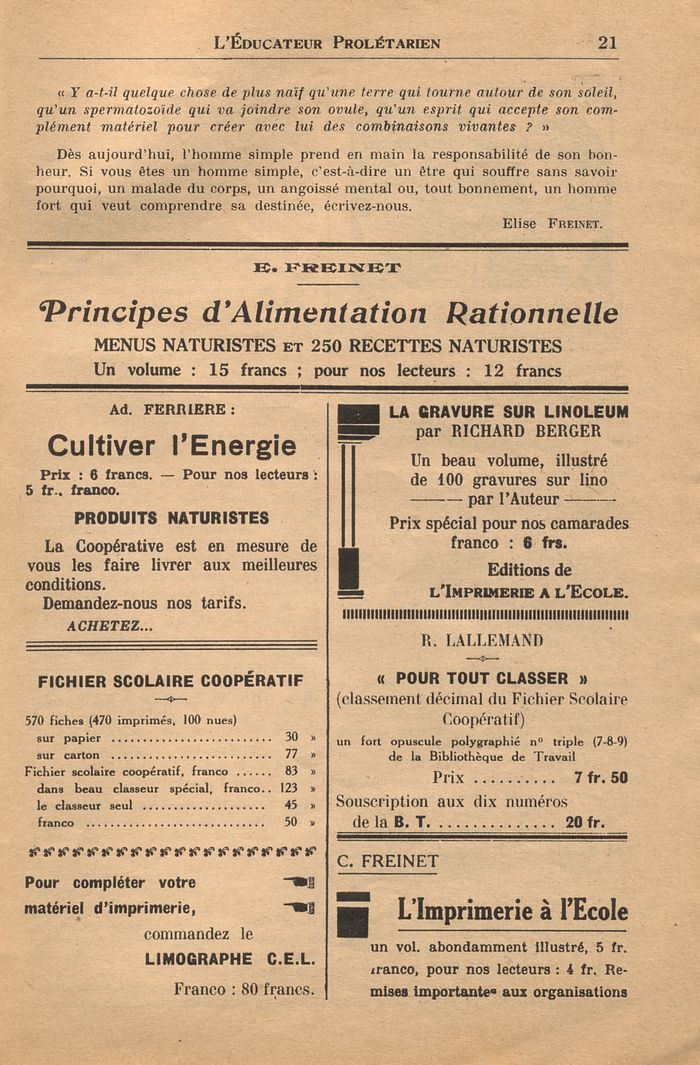 L'Éducateur Prolétarien 21
« Y a-t-il quelque chose de plus naïf qu'une terre qui tourne autour de son soleil,
qu'un spermatozoïde qui va joindre son ovule, qu'un esprit qui accepte son com-
plément matériel pour créer avec lui des combinaisons vivantes ? »
Dès aujourd'hui, l'homme simple prend en main la responsabilité de son bon-
heur. Si vous êtes un homme simple, c'est-à-dire un être qui souffre sans savoir
pourquoi, un malade du corps, un angoissé mental ou, tout bonnement, un homme
fort qui veut comprendre sa destinée, écrivez-nous.
Elise Freinet.
E. FREINET
Principes d'Alimentation Rationnelle
MENUS NATURISTES ET 250 RECETTES NATURISTES
Un volume : 15 francs ; pour nos lecteurs : 12 francs
Ad. FERRIERE :
Cultiver l'Energie
Prix : 6 francs. — Pour nos lecteurs :
5 fr., franco.
PRODUITS NATURISTES
La Coopérative est en mesure de
vous les faire livrer aux meilleures
conditions.
Demandez-nous nos tarifs.
ACHETEZ...
FICHIER SCOLAIRE COOPÉRATIF
570 fiches (470 imprimés, 100 nues)
sur papier ......................... 30 »
sur carton ......................... 77 »
Fichier scolaire coopératif, franco ...... 83 »
dans beau classeur spécial, franco.. 123 »
le classeur seul ................... 45 »
franco ............................ 50 »
Pour compléter votre
matériel d'imprimerie,
commandez le
LIMOGRAPHE C.E.L.
Franco : 80 francs.
LA GRAVURE SUR LINOLEUM
par RICHARD BERGER
Un beau volume, illustré
de 100 gravures sur lino
par l'Auteur
Prix spécial pour nos camarades
franco : 6 frs.
Editions de
L'IMPRIMERIE A L'ECOLE.
R. LALLEMAND
« POUR TOUT CLASSER »
(classement décimal du Fichier Scolaire
Coopératif)
un fort opuscule polygraphié n° triple (7-8-9)
de la Bibliothèque de Travail
Prix .......... 7 fr. 50
Souscription aux dix numéros
de la B. T. .............. 20 fr.
C. FREINET
L'Imprimerie à l'Ecole
un vol. abondamment illustré, 5 fr.
franco, pour nos lecteurs : 4 fr. Re-
mises importantes aux organisations